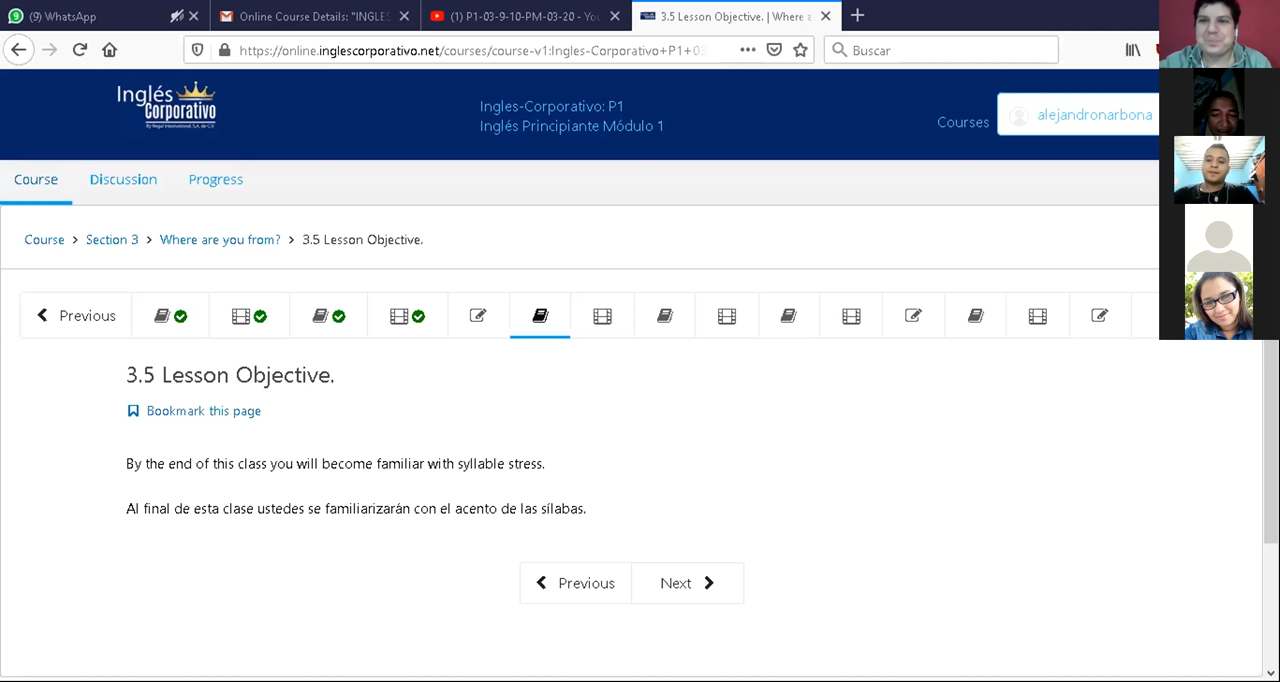 (9) WhatsApp
Online Course Details: "INGLES
(1) P1-03-9-10-PM-03-20 - You
3.5 Lesson Objective. | Where a
https://online.inglescorporativo.net/courses/course-v1:Ingles-Corporativo+P1+03
Buscar
Inglés
Corporativo
By Regal International, S.A. de C.V.
Ingles-Corporativo: P1
Inglés Principiante Módulo 1
Courses
alejandronarbona
Course
Discussion
Progress
Course > Section 3 > Where are you from? > 3.5 Lesson Objective.
Previous
3.5 Lesson Objective.
Bookmark this page
By the end of this class you will become familiar with syllable stress.
Al final de esta clase ustedes se familiarizarán con el acento de las sílabas.
Previous
Next